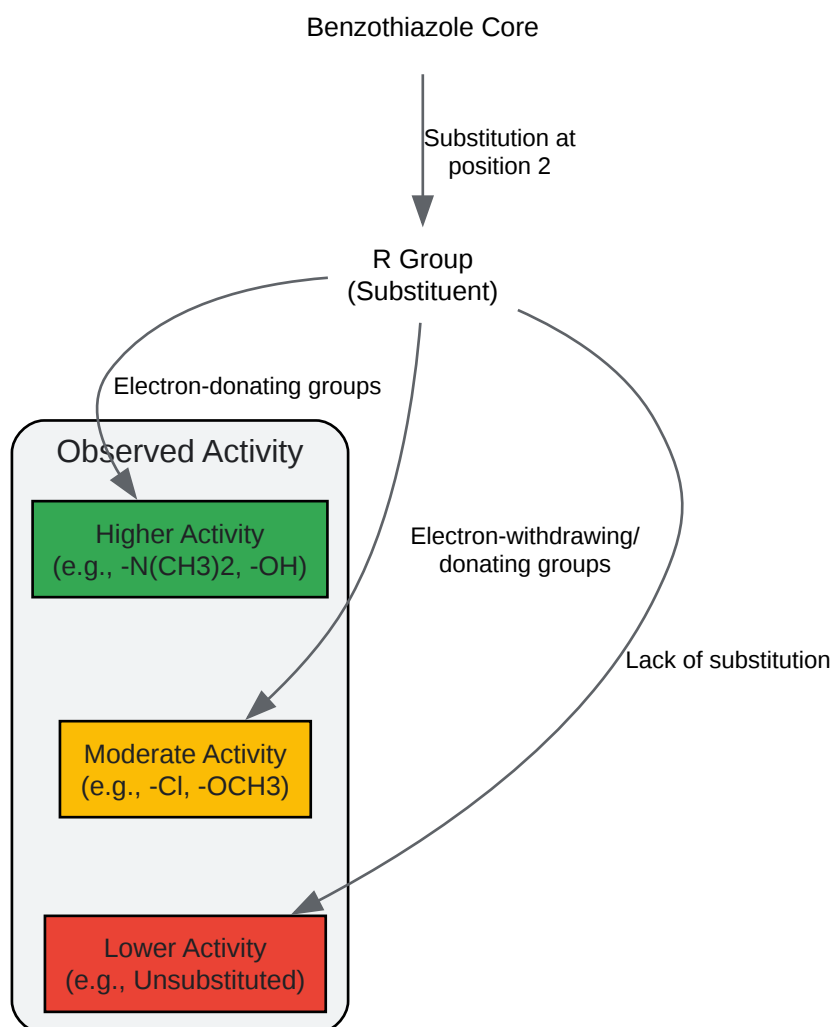 Benzothiazole Core
Substitution at
position 2
R Group
(Substituent)
Electron-donating groups
Observed Activity
Higher Activity
(e.g., -N(CH3)2, -OH)
Electron-withdrawing/
donating groups
Lack of substitution
Moderate Activity
(e.g., -Cl, -OCH3)
Lower Activity
(e.g., Unsubstituted)